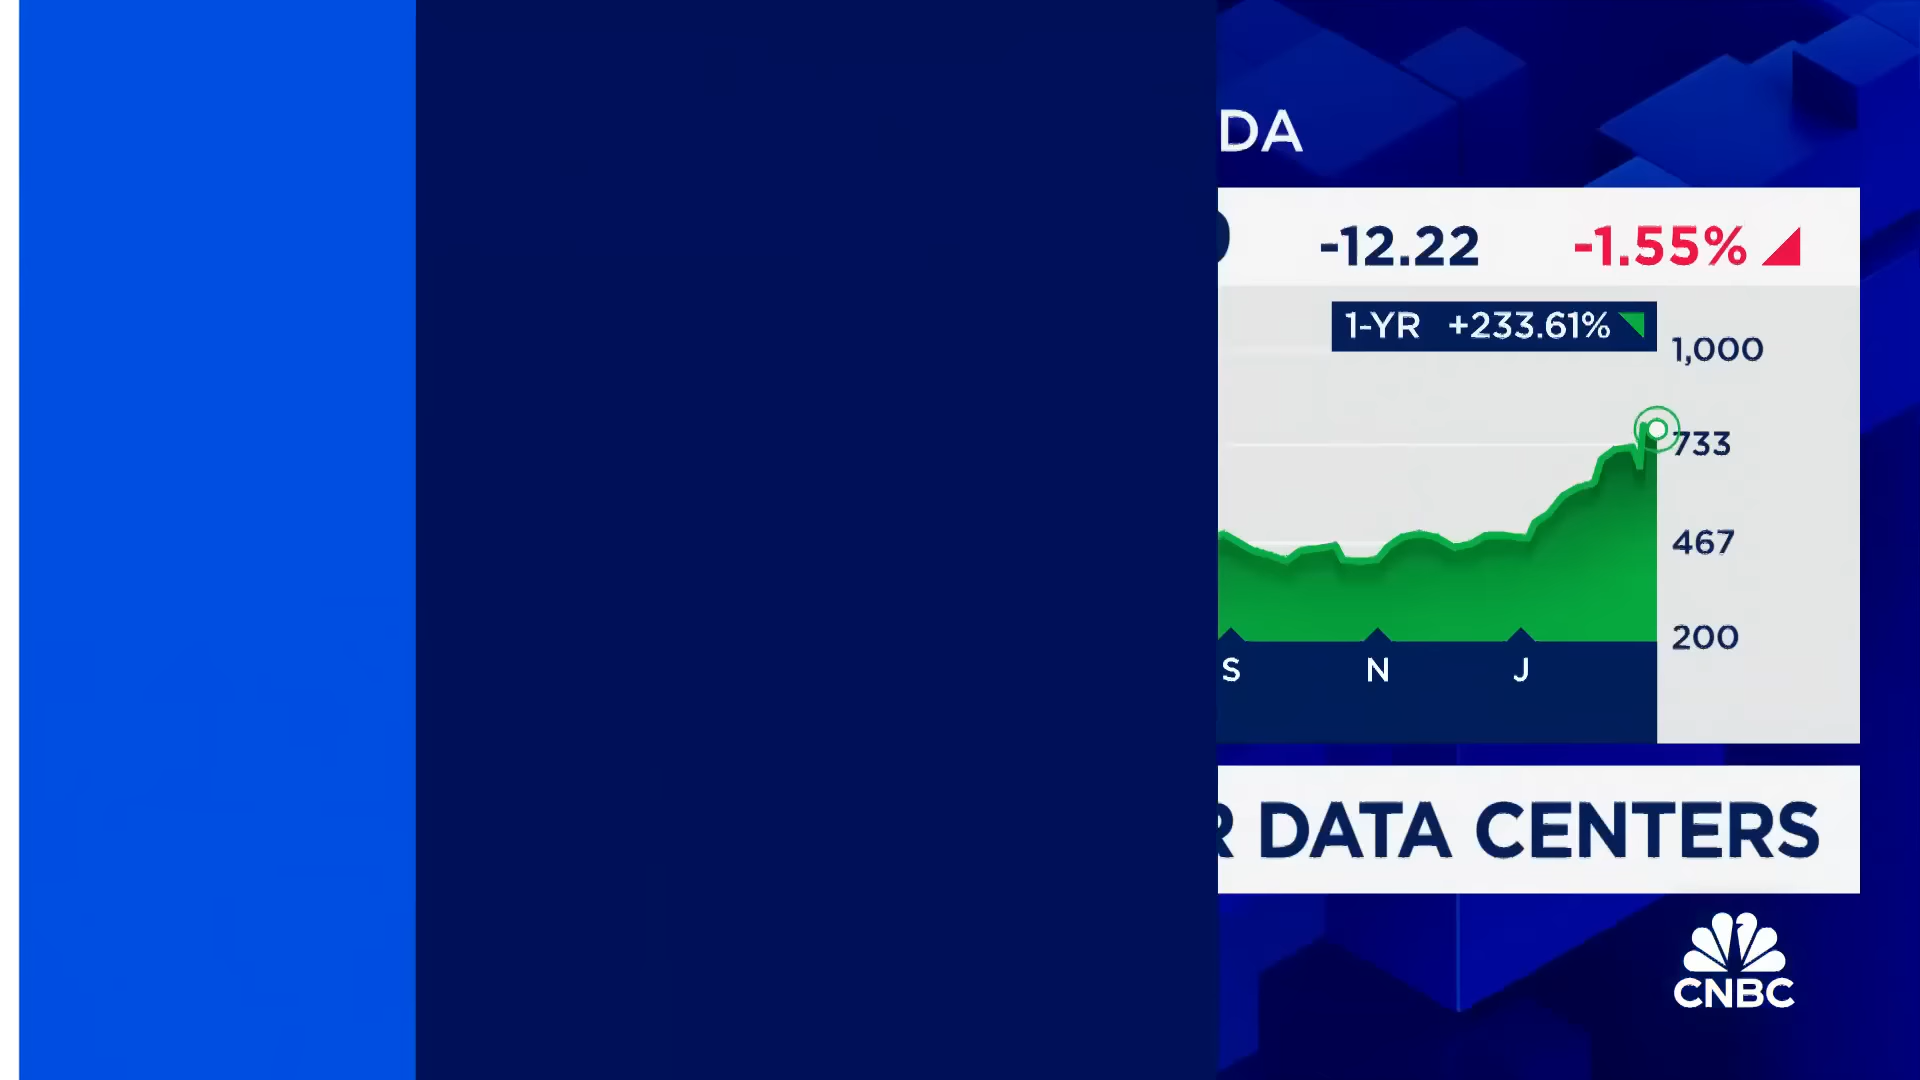 DA
-12.22 -1.55%
1-YR +233.61%
1,000
733
467
200
S N J
DATA CENTERS
CNBC